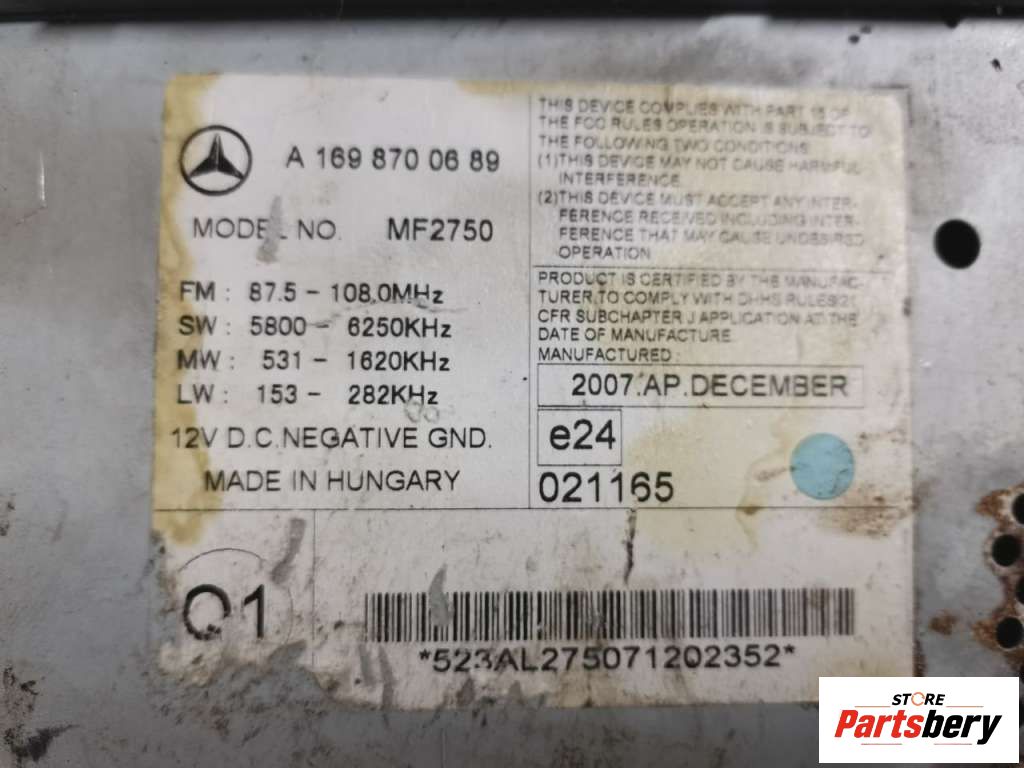 A 169 870 06 89
MODEL NO. MF2750
FM : 87.5 - 108.0MHz
SW : 5800 - 6250KHz
MW : 531 - 1620KHz
LW : 153 - 282KHz
12V D.C.NEGATIVE GND.
MADE IN HUNGARY
THIS DEVICE COMPLIES WITH PART 15 OF
THE FCC RULES OPERATION IS SUBJECT TO
THE FOLLOWING TWO CONDITIONS:
(1)THIS DEVICE MAY NOT CAUSE HARMFUL
INTERFERENCE.
(2)THIS DEVICE MUST ACCEPT ANY INTER-
FERENCE RECEIVED INCLUDING INTER-
FERENCE THAT MAY CAUSE UNDESIRED
OPERATION
PRODUCT IS CERTIFIED BY THE MANUFAC-
TURER TO COMPLY WITH DHHS RULES 21
CFR SUBCHAPTER J APPLICATION AT THE
DATE OF MANUFACTURE.
MANUFACTURED :
2007.AP.DECEMBER
e24
021165
Q1
*523AL275071202352*
STORE
Partsbery